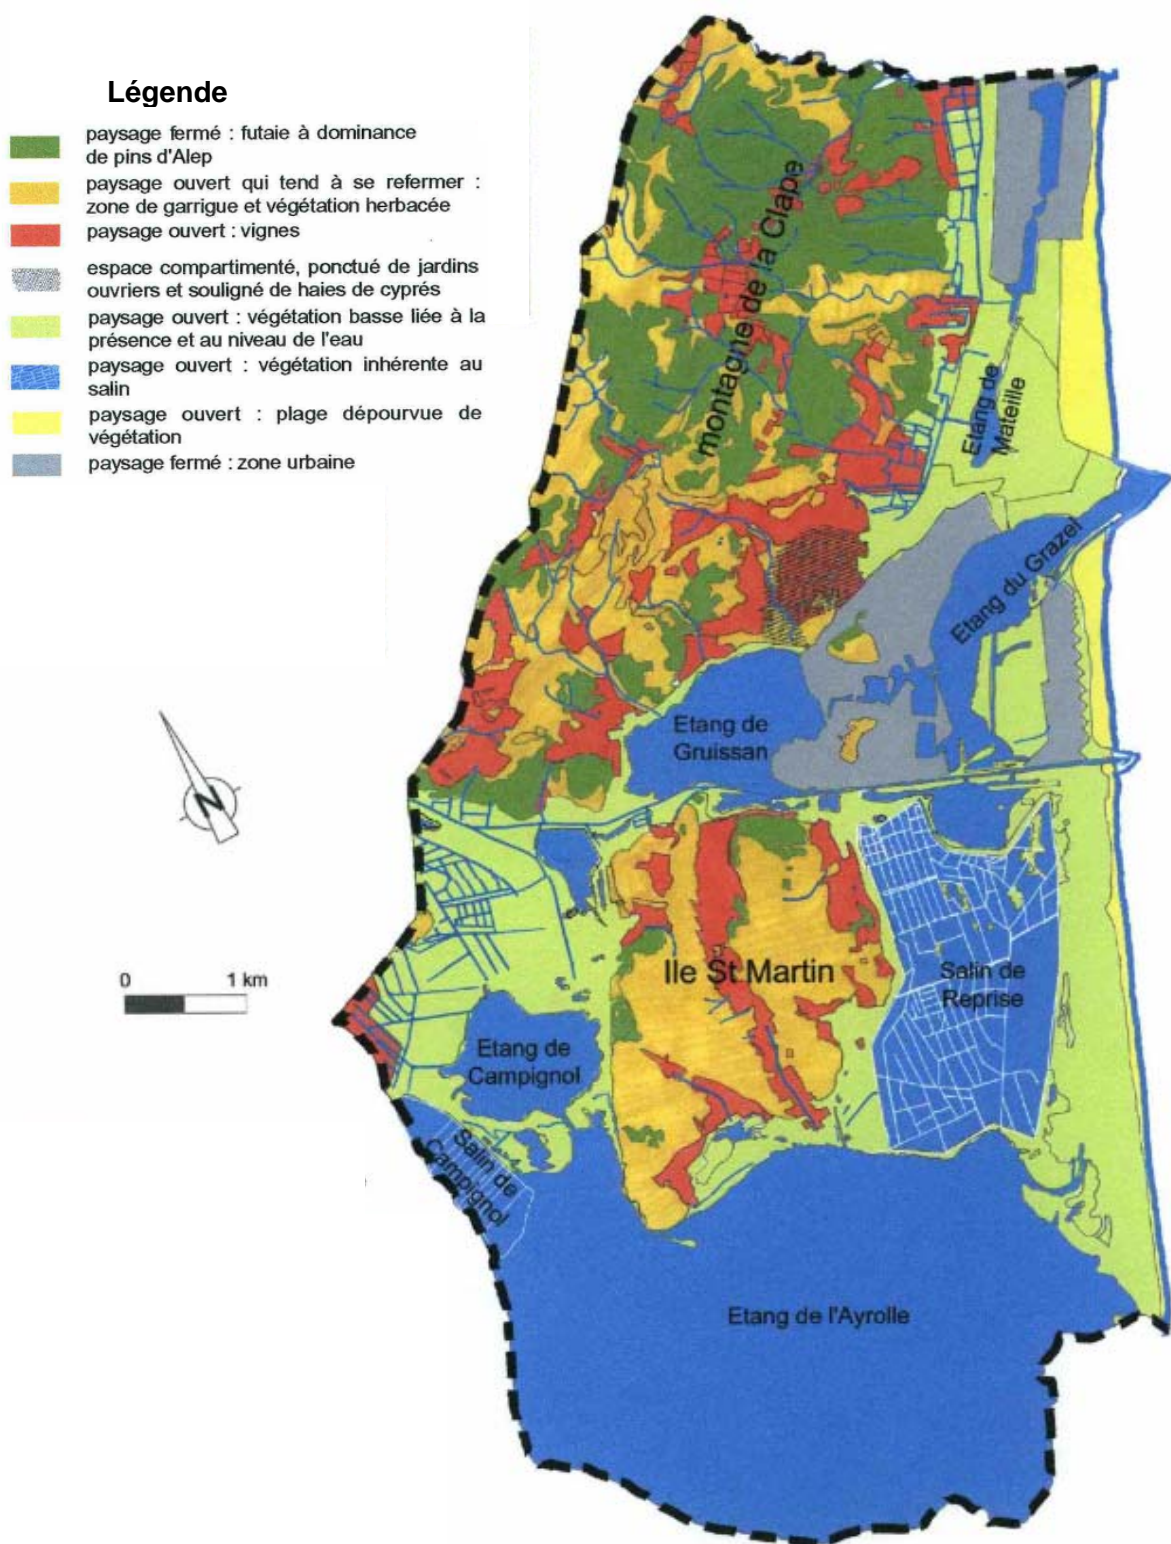 Légende
paysage fermé : futaie à dominance
de pins d'Alep
paysage ouvert qui tend à se refermer :
zone de garrigue et végétation herbacée
paysage ouvert : vignes
espace compartimenté, ponctué de jardins
ouvriers et souligné de haies de cyprés
paysage ouvert : végétation basse liée à la
présence et au niveau de l'eau
paysage ouvert : végétation inhérente au
salin
paysage ouvert : plage dépourvue de
végétation
paysage fermé : zone urbaine
montagne de la Clape
Etang de
Mateille
Etang du Grazel
Etang de
Gruissan
N
0 1 km
Ile St Martin
Salin de
Reprise
Etang de
Campignol
Salin de
Campignol
Etang de l'Ayrolle